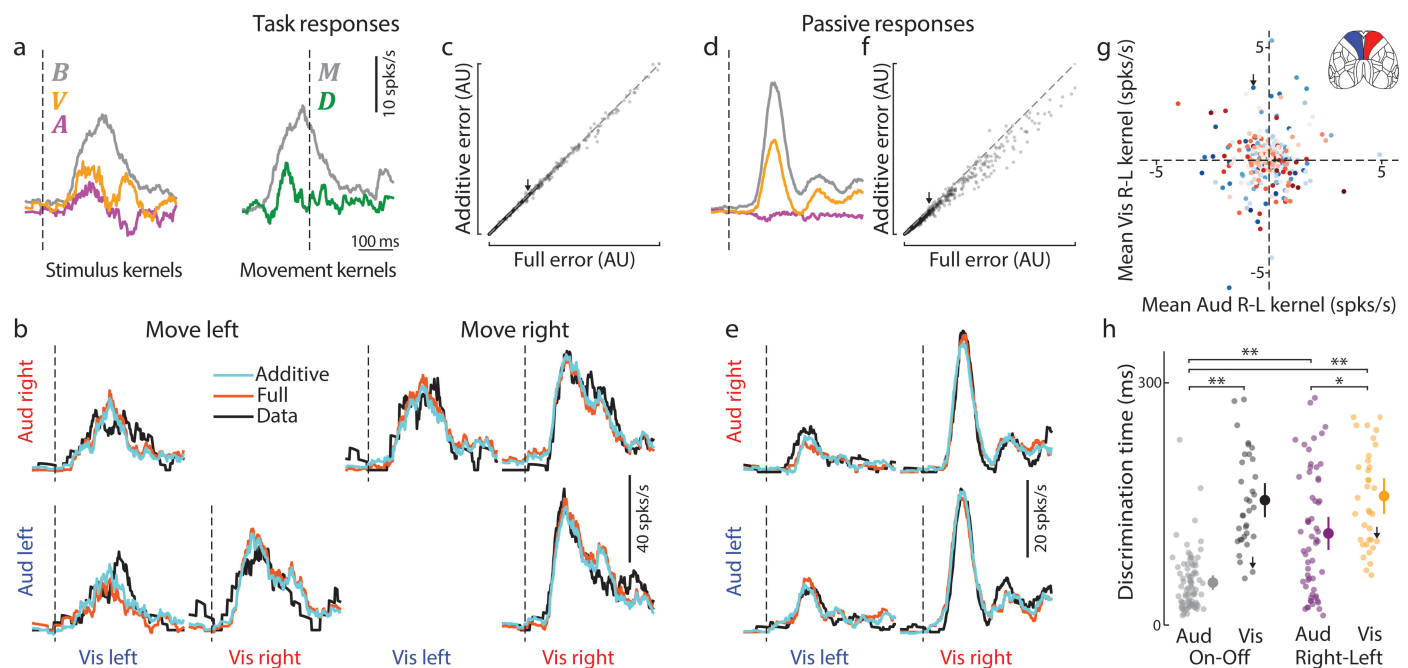 Task responses
Passive responses
a
B
V
A
M
D
10 spks/s
100 ms
Stimulus kernels
Movement kernels
c
Additive error (AU)
Full error (AU)
d
f
Additive error (AU)
Full error (AU)
g
Mean Vis R-L kernel (spks/s)
5
-5
5
-5
Mean Aud R-L kernel (spks/s)
b
Move left
Move right
Aud right
Additive
Full
Data
Aud left
40 spks/s
Vis left
Vis right
Vis left
Vis right
e
Aud right
Aud left
20 spks/s
Vis left
Vis right
h
Discrimination time (ms)
300
0
**
**
**
*
Aud
Vis
Aud
Vis
On-Off
Right-Left